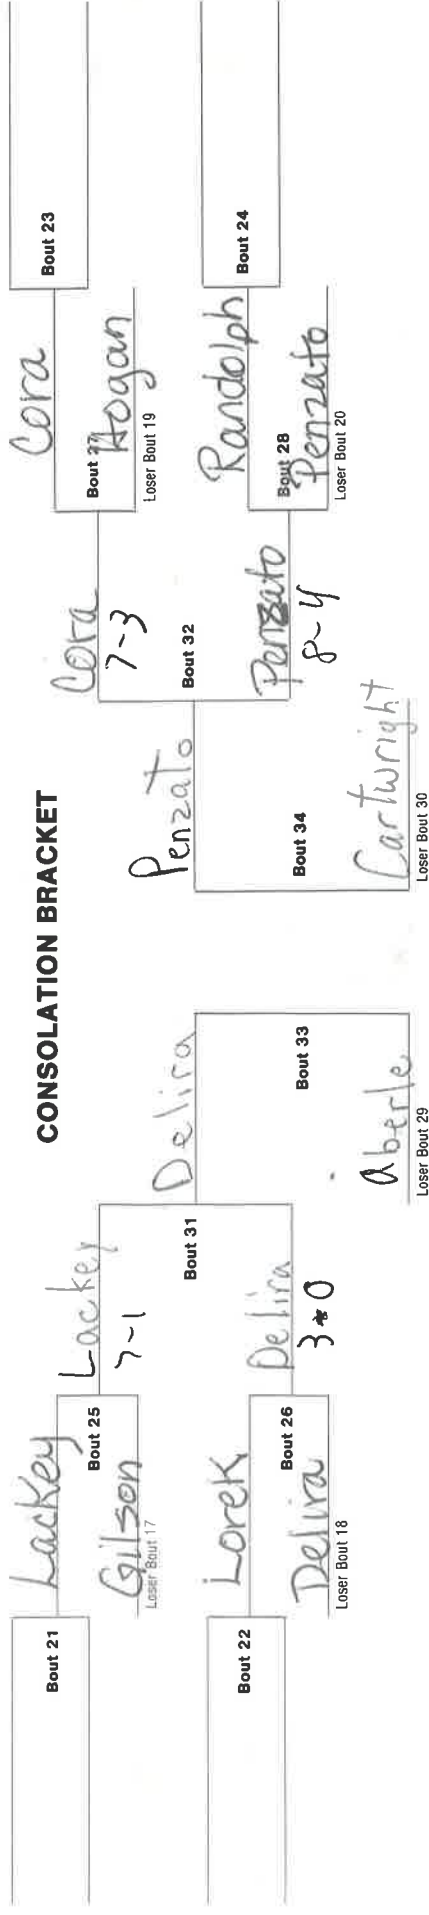 CONSOLATION BRACKET
Bout 21
Lackey
Bout 25
Gilson
Loser Bout 17
Lackey
7-1
Bout 22
Lorek
Bout 26
Delira
Loser Bout 18
Delira
3-0
Bout 31
Delira
Bout 33
Aberle
Loser Bout 29
Bout 23
Cora
Bout 27
Hogan
Loser Bout 19
Cora
7-3
Bout 24
Randolph
Bout 28
Penzato
Loser Bout 20
Penzato
8-4
Bout 32
Penzato
Bout 34
Cartwright
Loser Bout 30